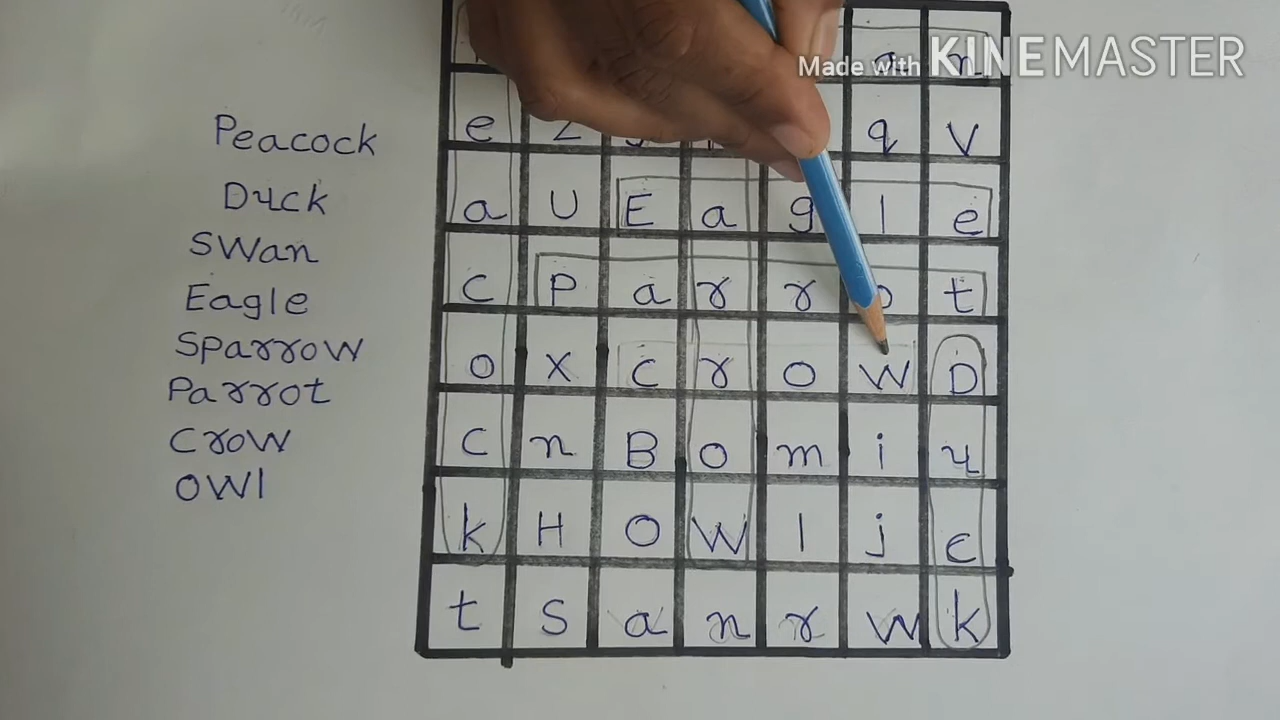 Made with KINEMASTER
a n
e z q v
Peacock
Duck
Swan
Eagle
Sparrow
Parrot
Crow
Owl
a U E a g l e
c P a r r o t
o x c r o w D
c n B o m i u
k H O W l j c
t s a n r w k